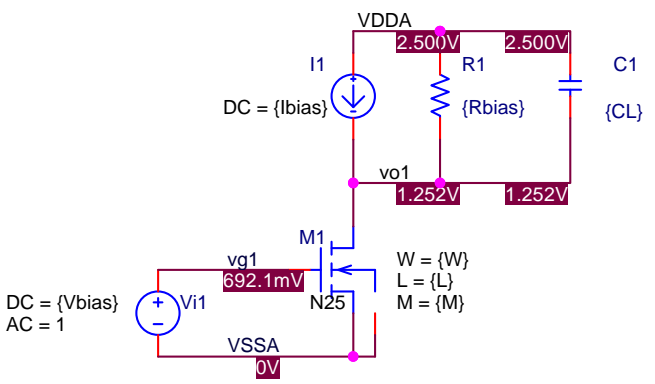 VDDA
2.500V 2.500V
I1 R1 C1
+
DC = {Ibias} {Rbias} {CL}
-
vo1
1.252V 1.252V
M1
vg1 W = {W}
692.1mV L = {L}
DC = {Vbias} + Vi1 N25 M = {M}
AC = 1 −
VSSA
0V